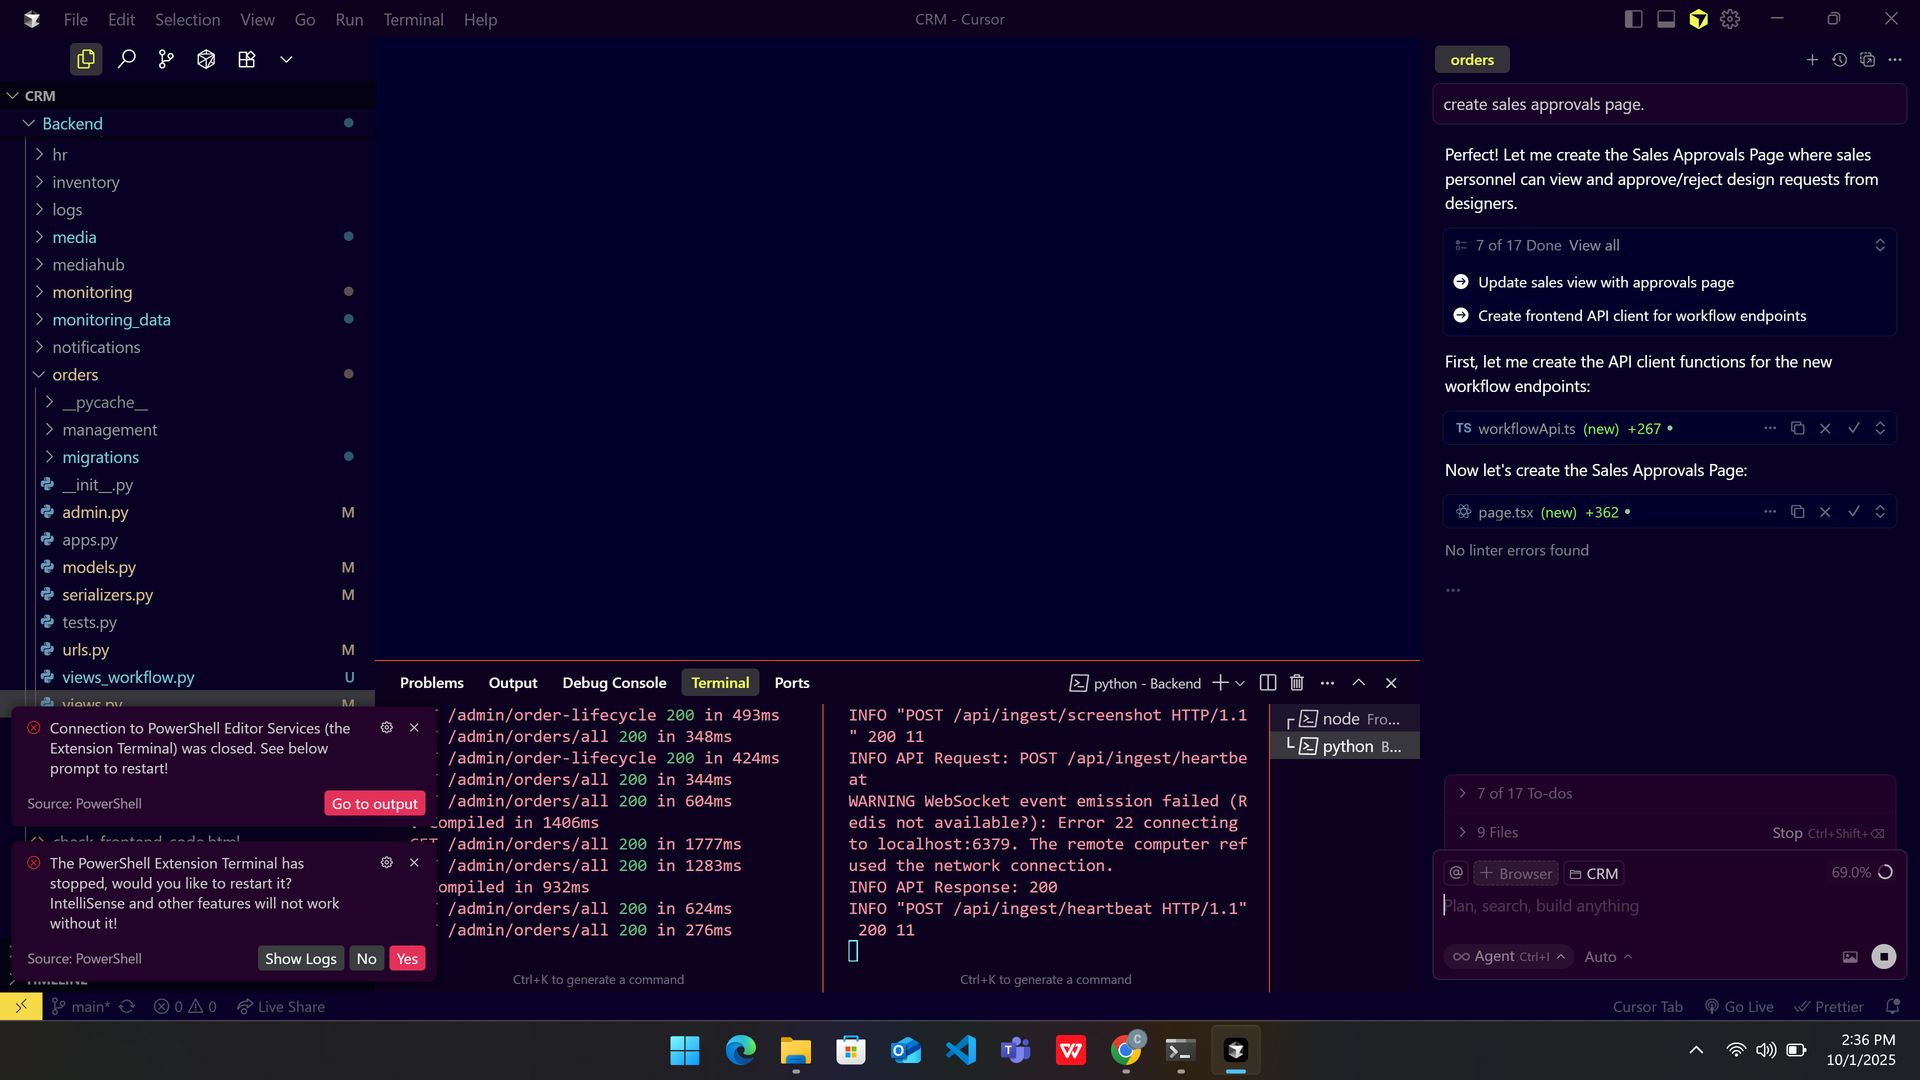 File Edit Selection View Go Run Terminal Help
CRM - Cursor
CRM
Backend
hr
inventory
logs
media
mediahub
monitoring
monitoring_data
notifications
orders
__pycache__
management
migrations
__init__.py
admin.py M
apps.py
models.py M
serializers.py M
tests.py
urls.py M
views_workflow.py U
views.py M
Connection to PowerShell Editor Services (the
Extension Terminal) was closed. See below
prompt to restart!
Source: PowerShell
Go to output
check_frontend_code.html
The PowerShell Extension Terminal has
stopped, would you like to restart it?
IntelliSense and other features will not work
without it!
Source: PowerShell
Show Logs No Yes
TIMELINE
Problems Output Debug Console Terminal Ports
python - Backend
/admin/order-lifecycle 200 in 493ms
/admin/orders/all 200 in 348ms
/admin/order-lifecycle 200 in 424ms
/admin/orders/all 200 in 344ms
/admin/orders/all 200 in 604ms
Compiled in 1406ms
GET /admin/orders/all 200 in 1777ms
/admin/orders/all 200 in 1283ms
Compiled in 932ms
/admin/orders/all 200 in 624ms
/admin/orders/all 200 in 276ms
Ctrl+K to generate a command
INFO "POST /api/ingest/screenshot HTTP/1.1
" 200 11
INFO API Request: POST /api/ingest/heartbe
at
WARNING WebSocket event emission failed (R
edis not available?): Error 22 connecting
to localhost:6379. The remote computer ref
used the network connection.
INFO API Response: 200
INFO "POST /api/ingest/heartbeat HTTP/1.1"
200 11
Ctrl+K to generate a command
node Fro...
python B...
orders
create sales approvals page.
Perfect! Let me create the Sales Approvals Page where sales
personnel can view and approve/reject design requests from
designers.
7 of 17 Done View all
Update sales view with approvals page
Create frontend API client for workflow endpoints
First, let me create the API client functions for the new
workflow endpoints:
TS workflowApi.ts (new) +267
Now let's create the Sales Approvals Page:
page.tsx (new) +362
No linter errors found
...
7 of 17 To-dos
9 Files
Stop Ctrl+Shift+⌫
@ Browser CRM 69.0%
Plan, search, build anything
Agent Ctrl+I Auto
main* 0 0 Live Share
Cursor Tab Go Live Prettier
C
2:36 PM
10/1/2025